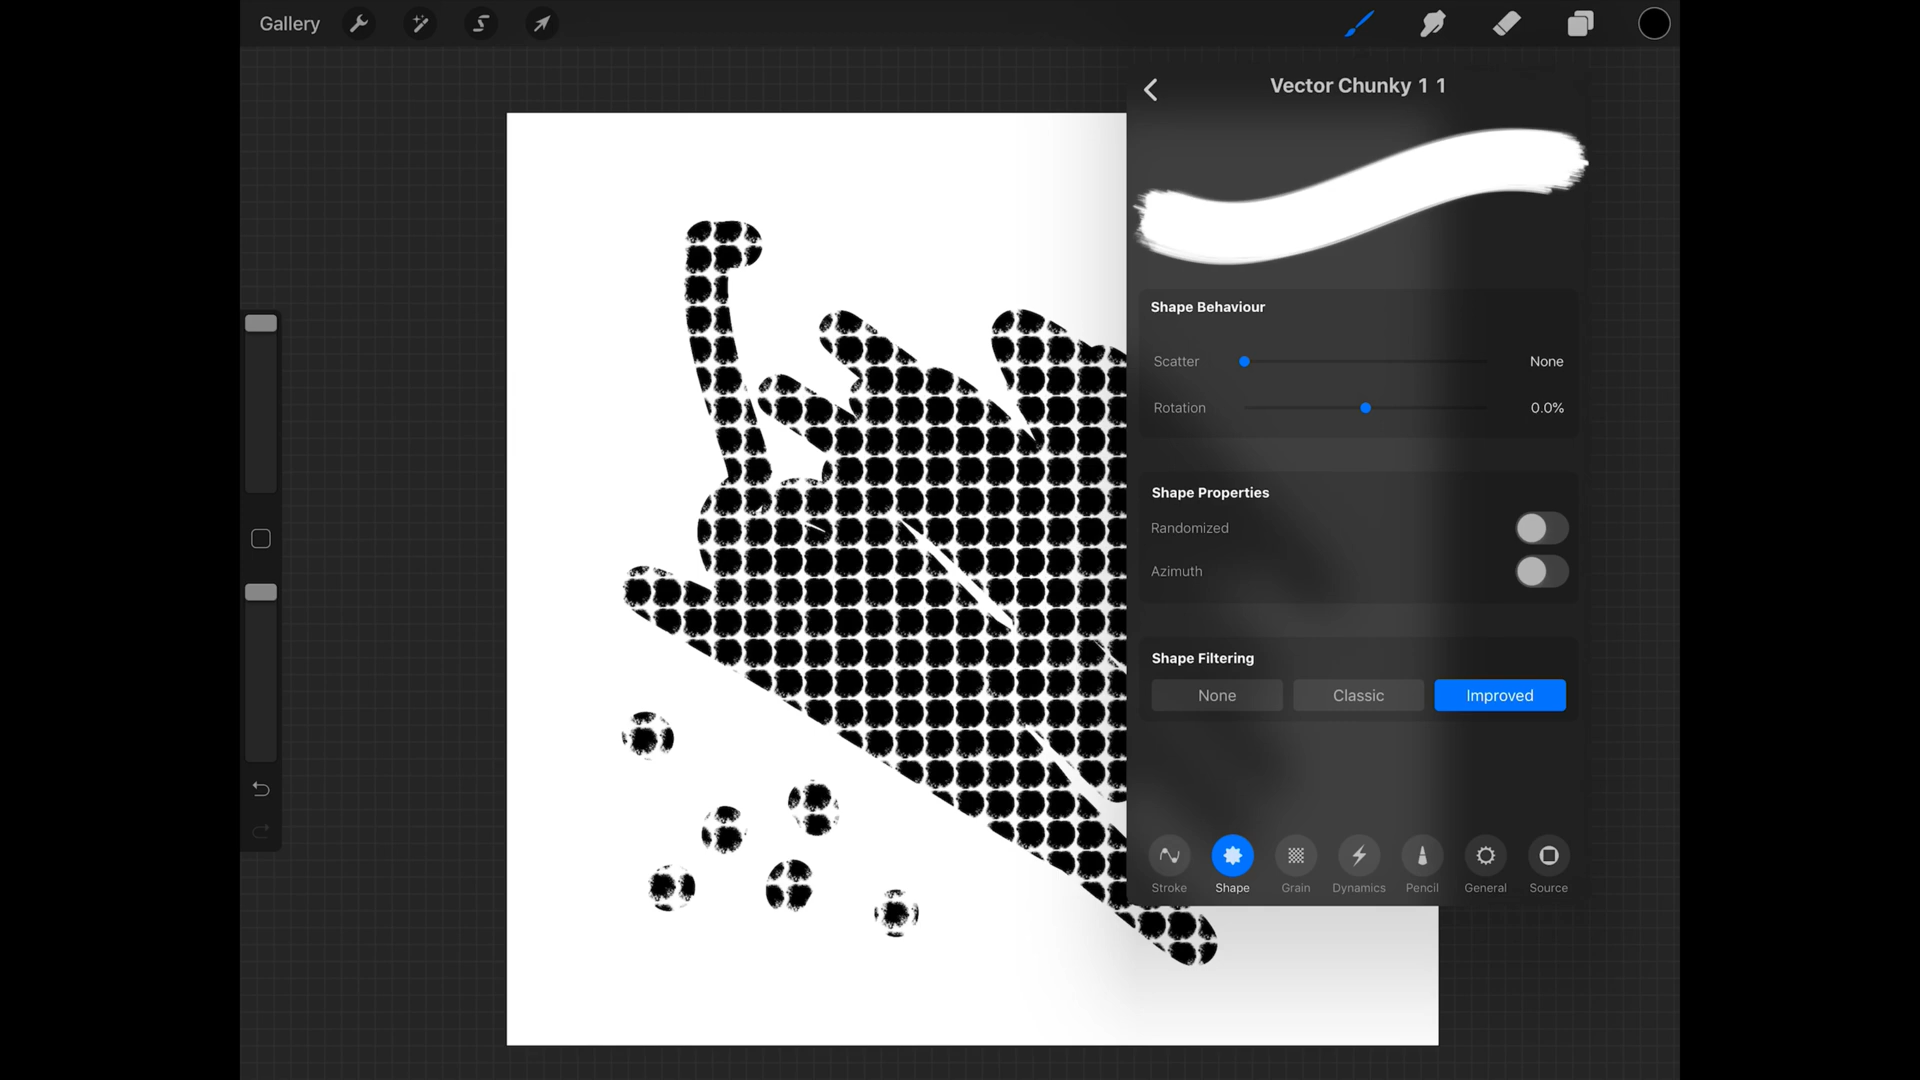 Gallery
Vector Chunky 1 1
Shape Behaviour
Scatter None
Rotation 0.0%
Shape Properties
Randomized
Azimuth
Shape Filtering
None Classic Improved
Stroke Shape Grain Dynamics Pencil General Source